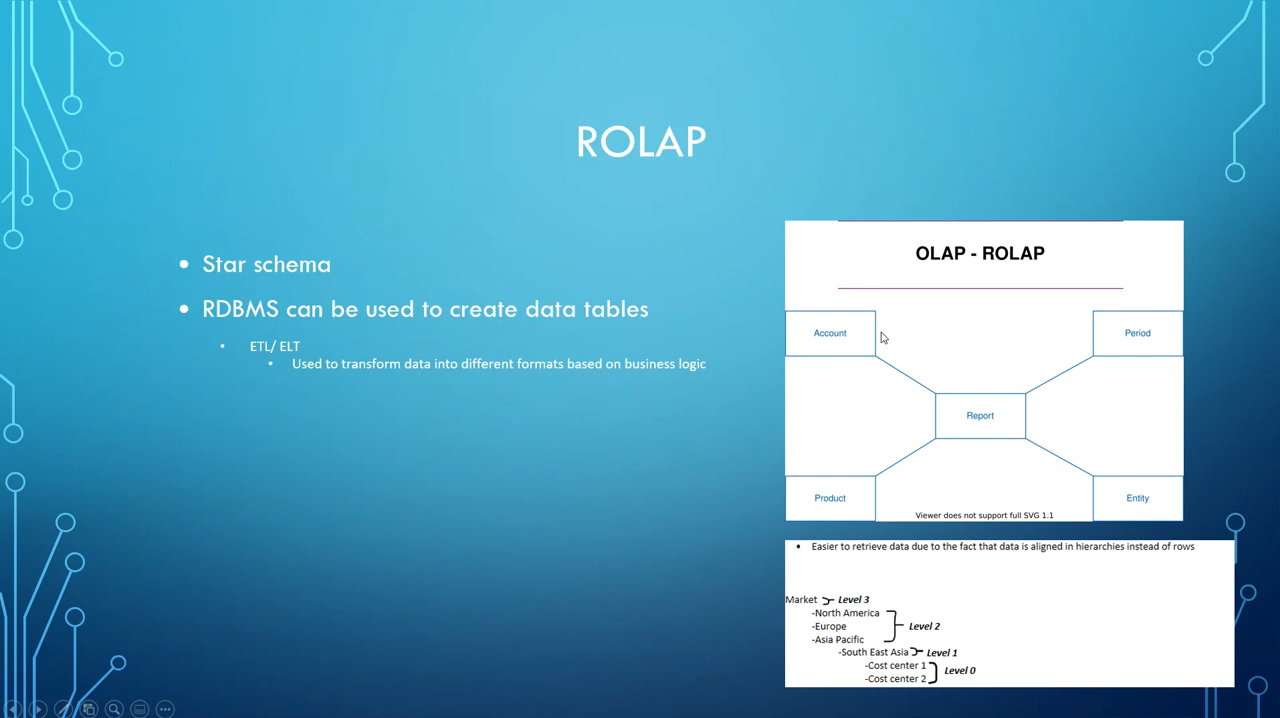 ROLAP
• Star schema
• RDBMS can be used to create data tables
• ETL/ ELT
• Used to transform data into different formats based on business logic
OLAP - ROLAP
Account
Period
Report
Product
Entity
Viewer does not support full SVG 1.1
• Easier to retrieve data due to the fact that data is aligned in hierarchies instead of rows
Market Level 3
-North America
-Europe Level 2
-Asia Pacific
-South East Asia Level 1
-Cost center 1
Level 0
-Cost center 2